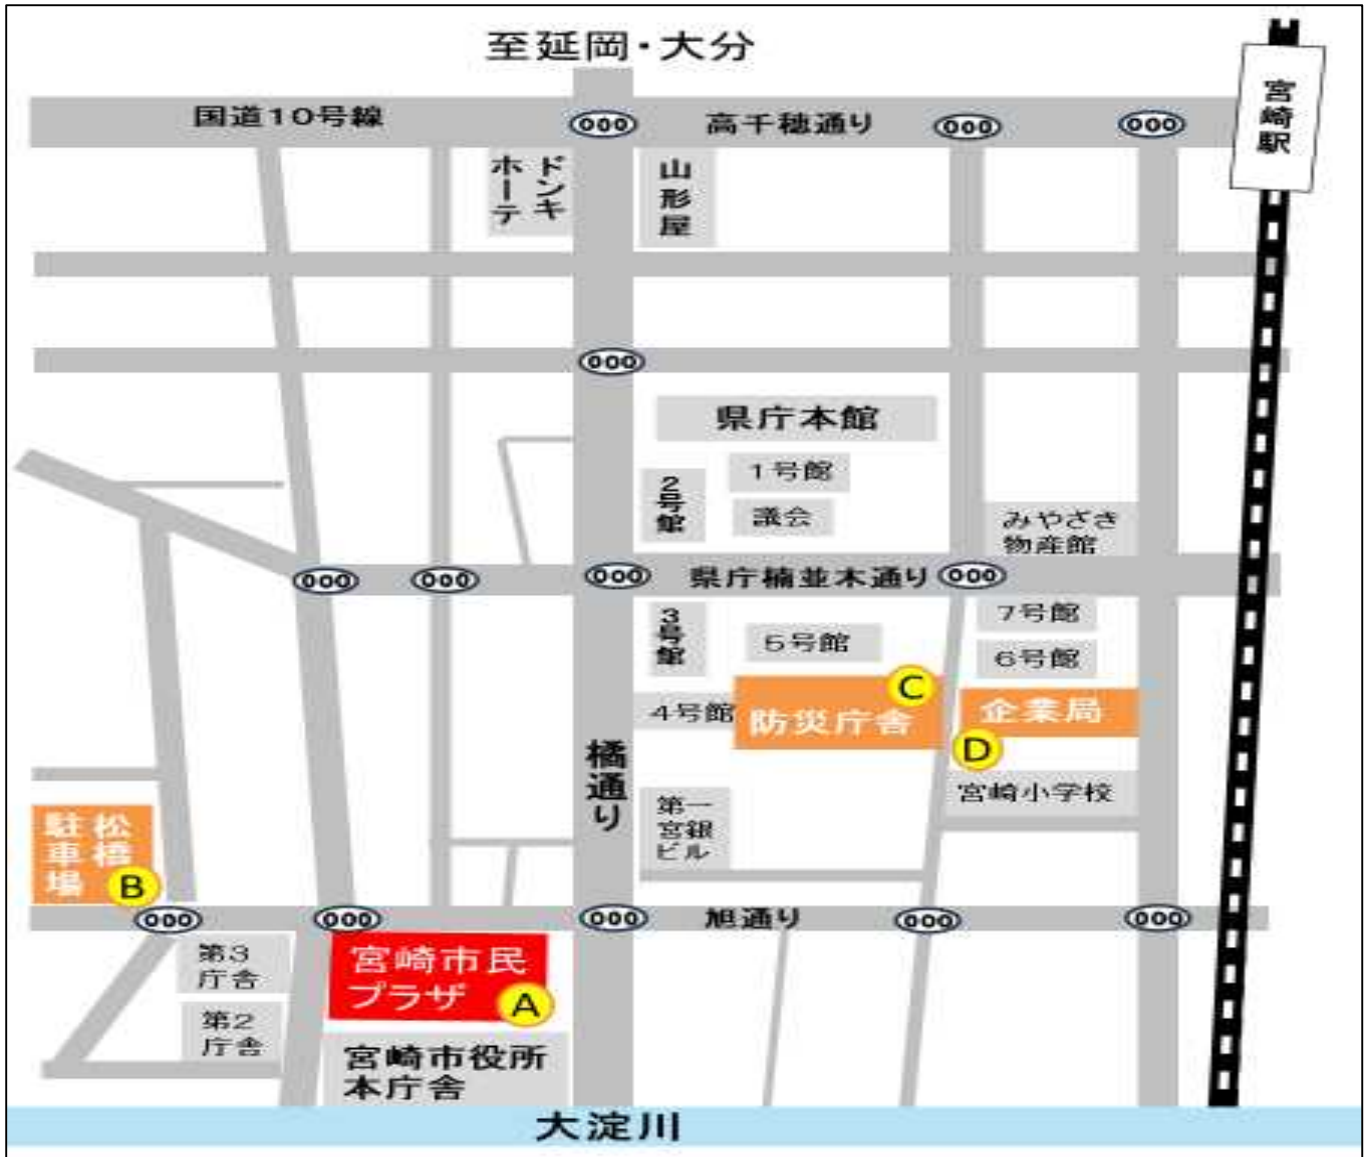 至延岡・大分
国道10号線
高千穂通り
宮崎駅
ドンキ
ホーテ
山形屋
県庁本館
1号館
2号館
議会
みやざき
物産館
県庁楠並木通り
3号館
5号館
7号館
6号館
C
4号館
防災庁舎
企業局
D
橘通り
宮崎小学校
第一
宮銀
ビル
松橋
駐車場
B
旭通り
第3
庁舎
宮崎市民
プラザ
A
第2
庁舎
宮崎市役所
本庁舎
大淀川